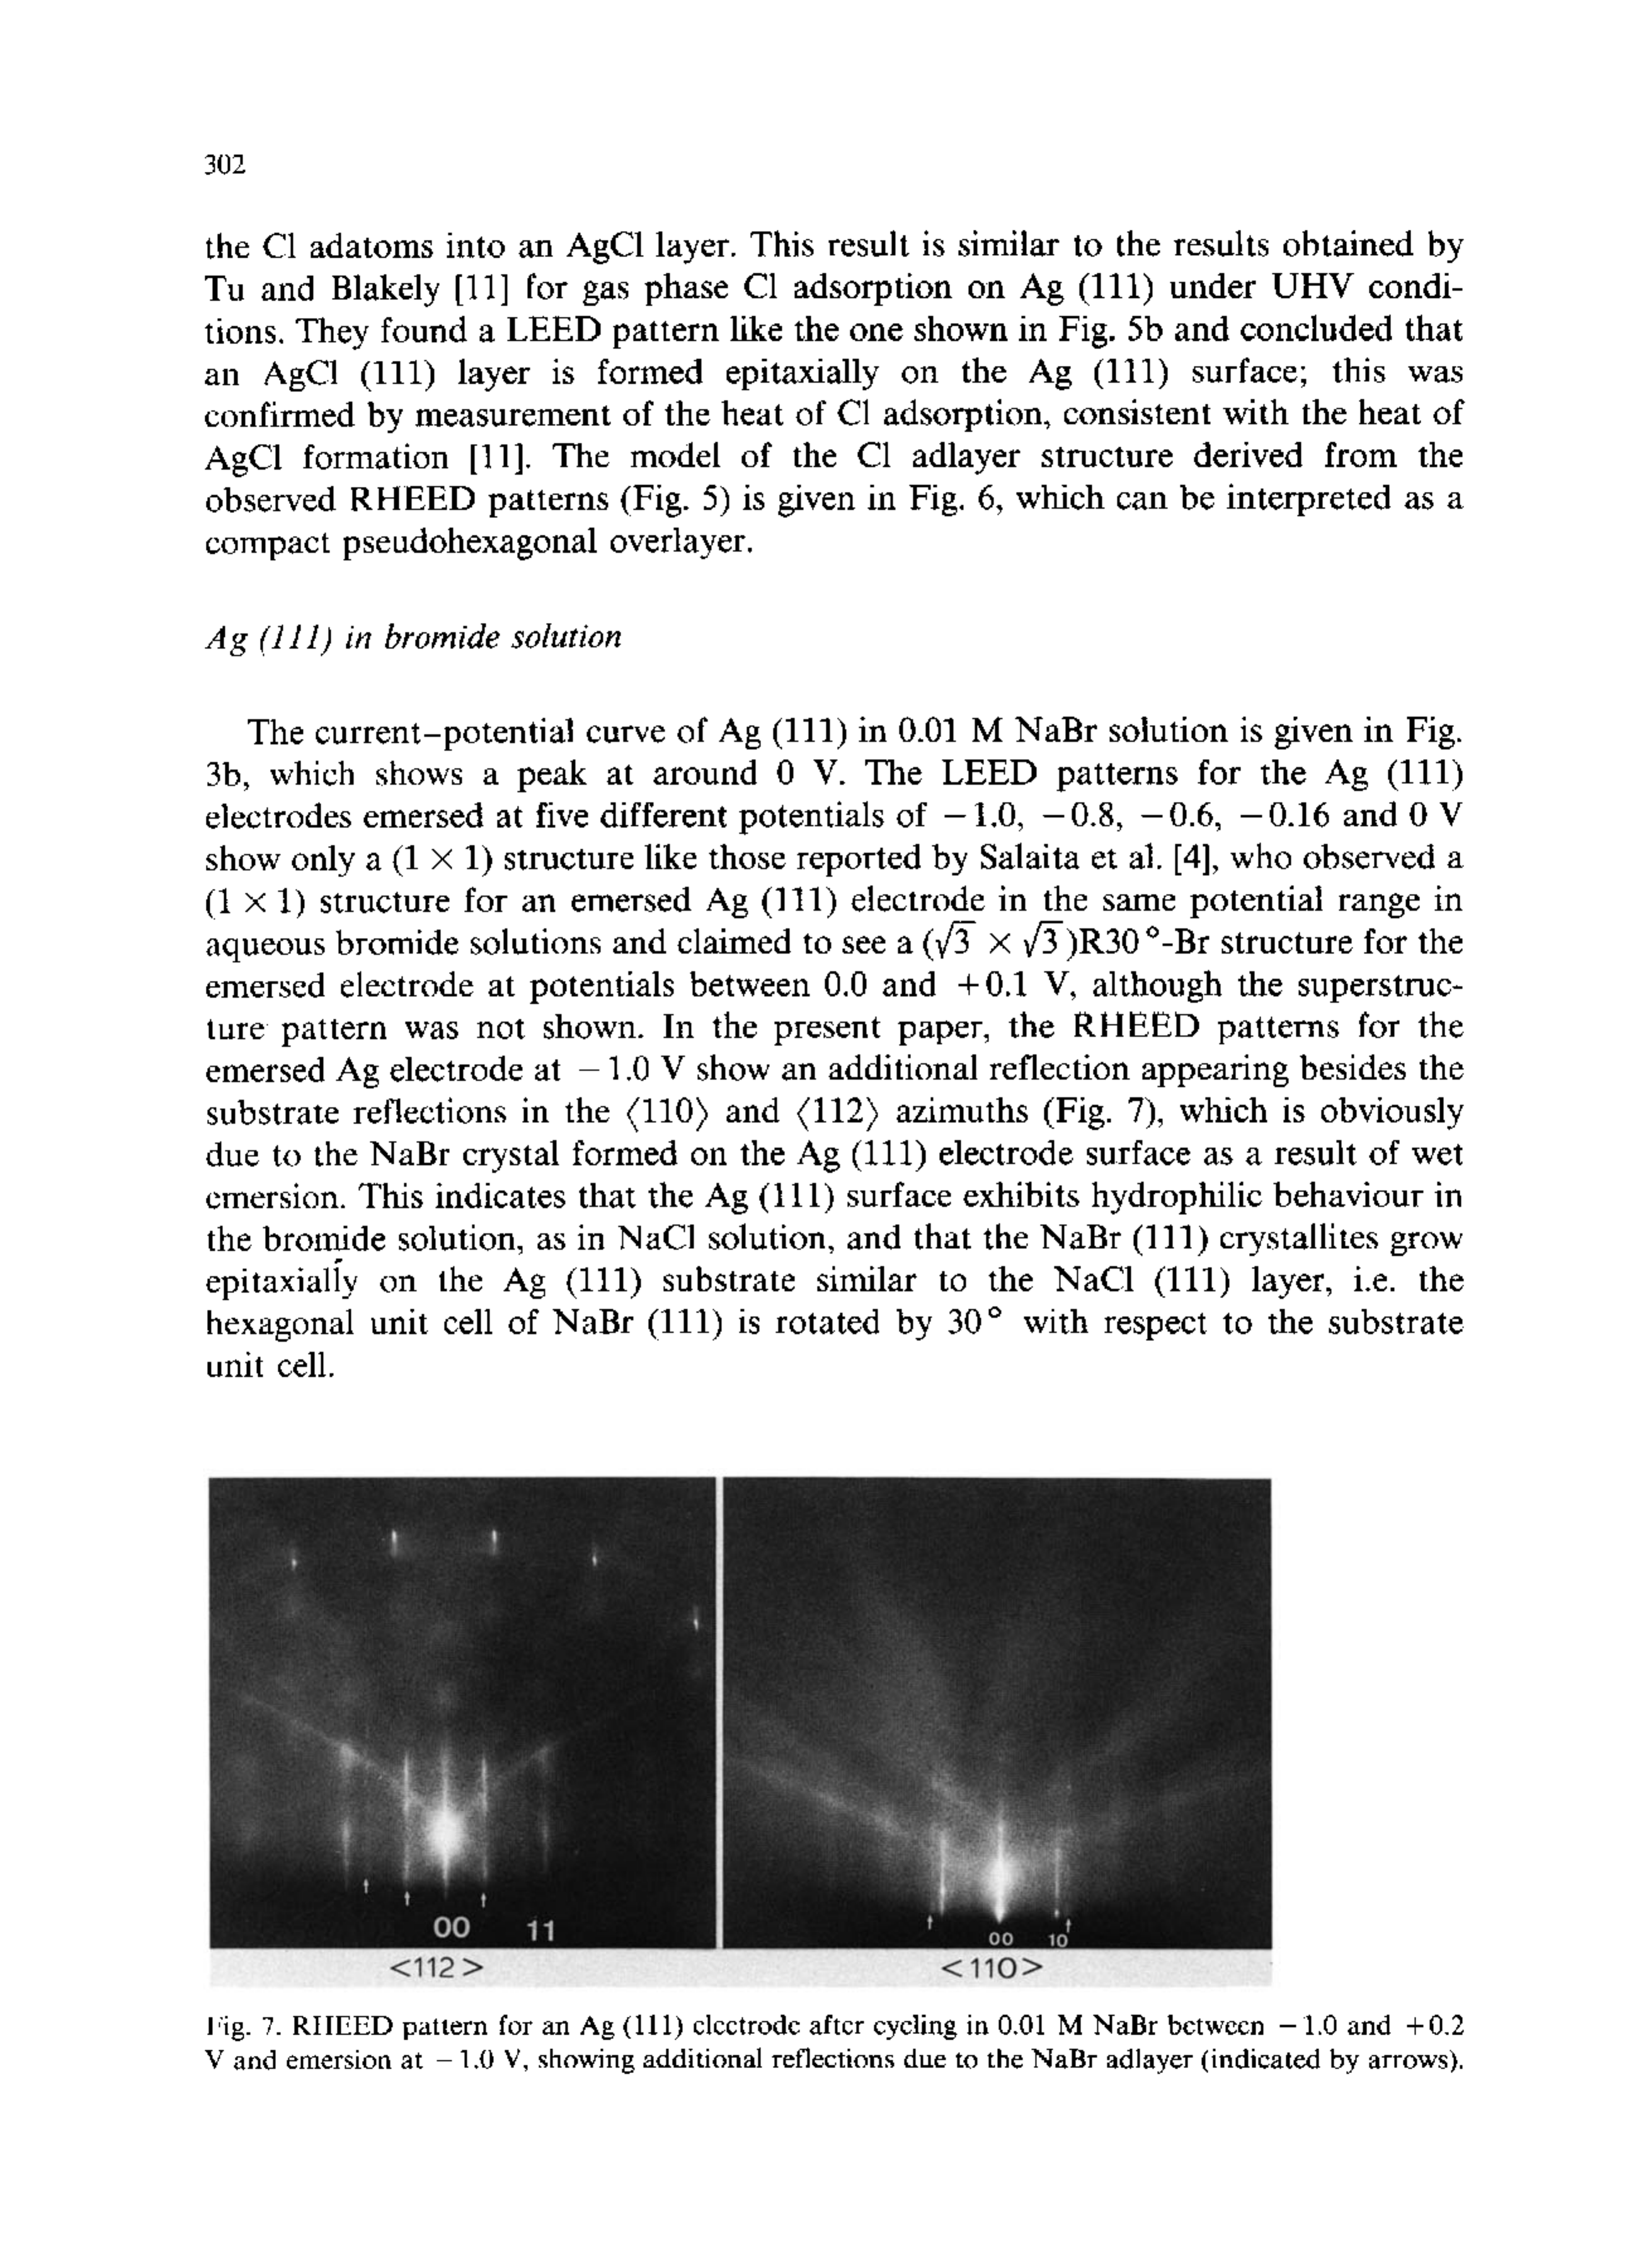 302
the Cl adatoms into an AgCl layer. This result is similar to the results obtained by
Tu and Blakely [11] for gas phase Cl adsorption on Ag (111) under UHV condi-
tions. They found a LEED pattern like the one shown in Fig. 5b and concluded that
an AgCl (111) layer is formed epitaxially on the Ag (111) surface; this was
confirmed by measurement of the heat of Cl adsorption, consistent with the heat of
AgCl formation [11]. The model of the Cl adlayer structure derived from the
observed RHEED patterns (Fig. 5) is given in Fig. 6, which can be interpreted as a
compact pseudohexagonal overlayer.
Ag (111) in bromide solution
The current–potential curve of Ag (111) in 0.01 M NaBr solution is given in Fig.
3b, which shows a peak at around 0 V. The LEED patterns for the Ag (111)
electrodes emersed at five different potentials of −1.0, −0.8, −0.6, −0.16 and 0 V
show only a (1 × 1) structure like those reported by Salaita et al. [4], who observed a
(1 × 1) structure for an emersed Ag (111) electrode in the same potential range in
aqueous bromide solutions and claimed to see a (√3 × √3)R30°-Br structure for the
emersed electrode at potentials between 0.0 and +0.1 V, although the superstruc-
ture pattern was not shown. In the present paper, the RHEED patterns for the
emersed Ag electrode at −1.0 V show an additional reflection appearing besides the
substrate reflections in the ⟨110⟩ and ⟨112⟩ azimuths (Fig. 7), which is obviously
due to the NaBr crystal formed on the Ag (111) electrode surface as a result of wet
emersion. This indicates that the Ag (111) surface exhibits hydrophilic behaviour in
the bromide solution, as in NaCl solution, and that the NaBr (111) crystallites grow
epitaxially on the Ag (111) substrate similar to the NaCl (111) layer, i.e. the
hexagonal unit cell of NaBr (111) is rotated by 30° with respect to the substrate
unit cell.
00 11
00 10
<112> <110>
Fig. 7. RHEED pattern for an Ag (111) electrode after cycling in 0.01 M NaBr between −1.0 and +0.2
V and emersion at −1.0 V, showing additional reflections due to the NaBr adlayer (indicated by arrows).